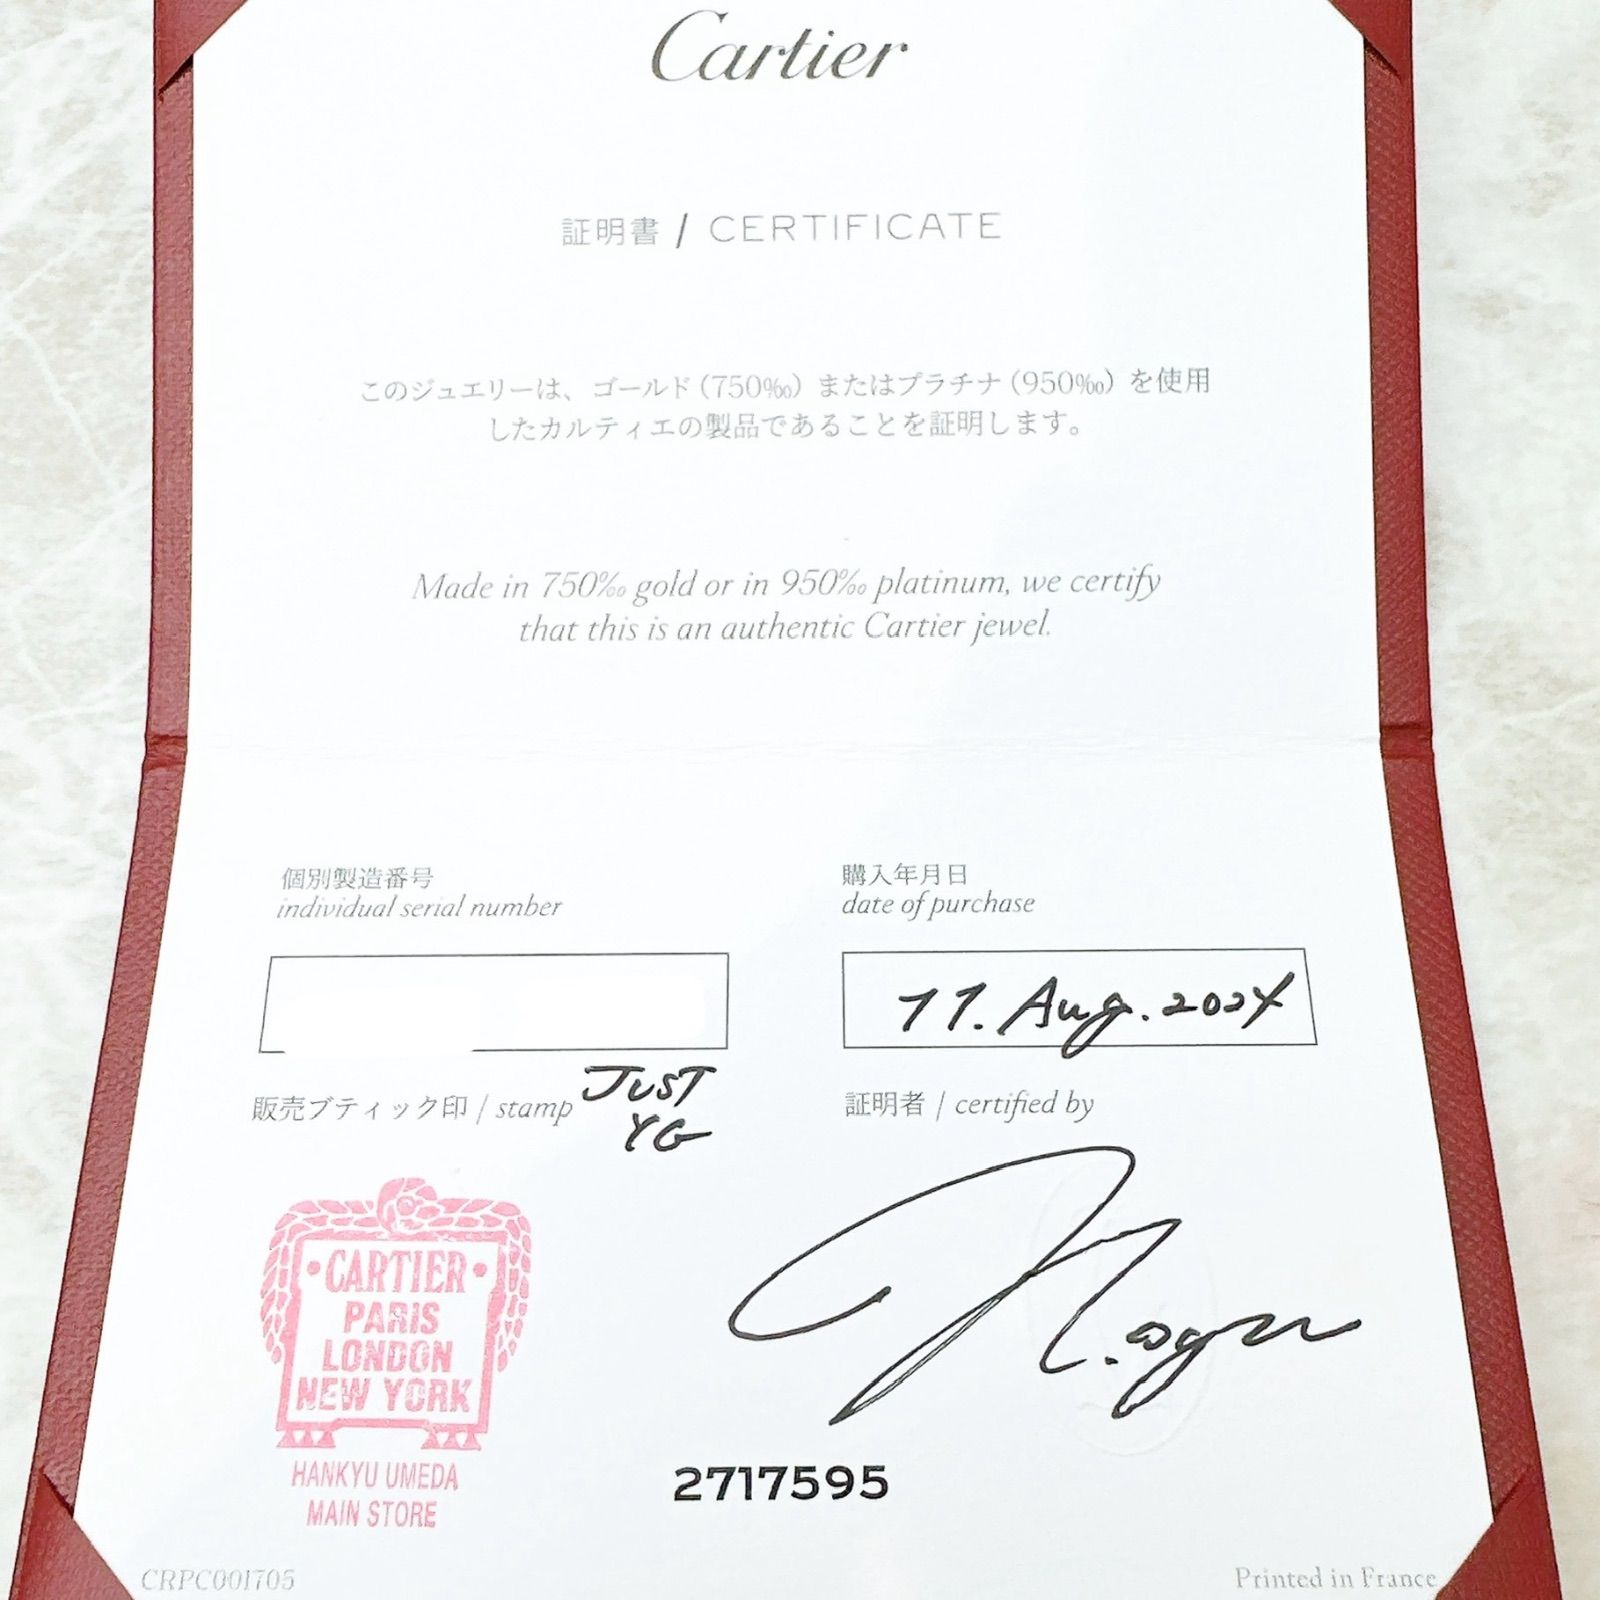 Cartier
証明書 / CERTIFICATE
このジュエリーは、ゴールド(750‰)またはプラチナ(950‰)を使用
したカルティエの製品であることを証明します。
Made in 750‰ gold or in 950‰ platinum, we certify
that this is an authentic Cartier jewel.
個別製造番号
individual serial number
購入年月日
date of purchase
11. Aug. 2024
販売ブティック印 / stamp
JUST
YG
証明者 / certified by
CARTIER
PARIS
LONDON
NEW YORK
HANKYU UMEDA
MAIN STORE
2717595
CRPC001705
Printed in France